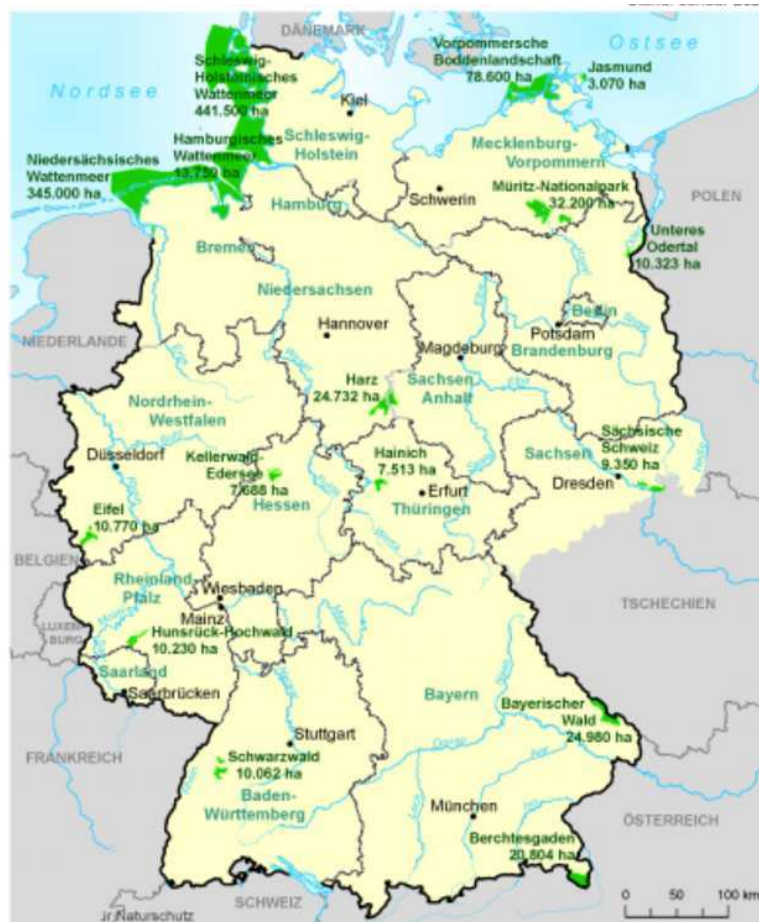 DÄNEMARK
Ostsee
Nordsee
Schleswig-
Holsteinisches
Wattenmeer
441.500 ha
Vorpommersche
Boddenlandschaft
78.600 ha
Jasmund
3.070 ha
Kiel
Schleswig-
Holstein
Hamburgisches
Wattenmeer
13.750 ha
Niedersächsisches
Wattenmeer
345.000 ha
Mecklenburg-
Vorpommern
Schwerin
Müritz-Nationalpark
32.200 ha
POLEN
Hamburg
Bremen
Unteres
Odertal
10.323 ha
Niedersachsen
Hannover
Berlin
Potsdam
Brandenburg
NIEDERLANDE
Magdeburg
Harz
24.732 ha
Sachsen
Anhalt
Elbe
Nordrhein-
Westfalen
Düsseldorf
Kellerwald-
Edersee
7.688 ha
Hessen
Hainich
7.513 ha
Erfurt
Thüringen
Sachsen
Sächsische
Schweiz
9.350 ha
Dresden
Eifel
10.770 ha
BELGIEN
Rheinland-
Pfalz
Wiesbaden
Mainz
LUXEN-
BURG
Hunsrück-Hochwald
10.230 ha
Saarland
Saarbrücken
TSCHECHIEN
Bayern
Bayerischer
Wald
24.980 ha
Donau
FRANKREICH
Stuttgart
Schwarzwald
10.062 ha
Baden-
Württemberg
München
Berchtesgaden
20.804 ha
ÖSTERREICH
SCHWEIZ
ür Naturschutz
0 50 100 km